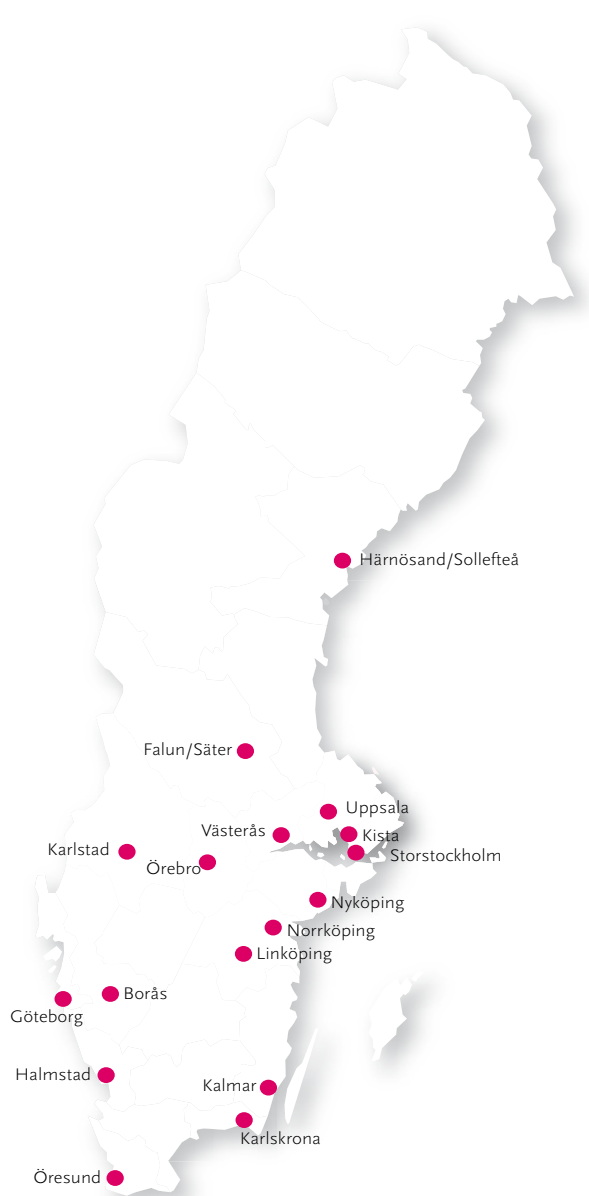 Härnösand/Sollefteå
Falun/Säter
Uppsala
Västerås
Kista
Karlstad
Storstockholm
Örebro
Nyköping
Norrköping
Linköping
Borås
Göteborg
Halmstad
Kalmar
Karlskrona
Öresund